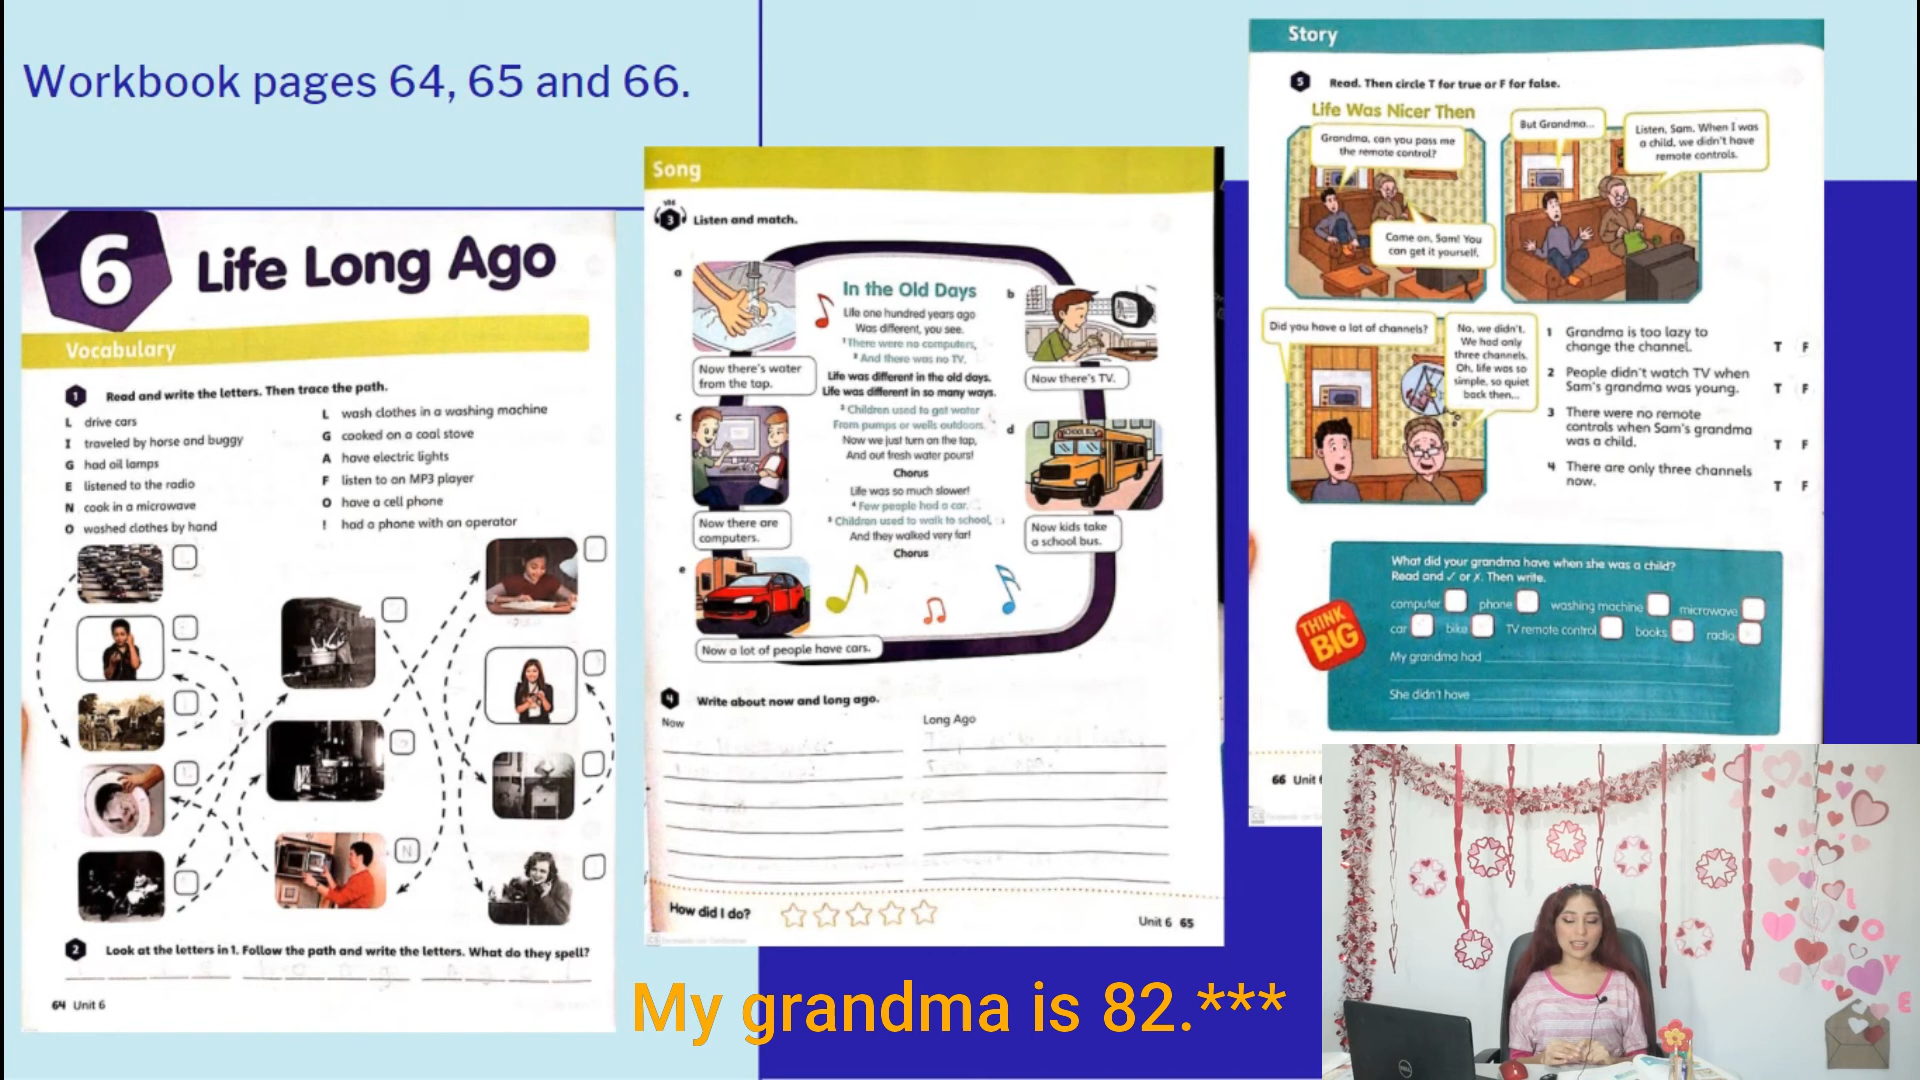 Workbook pages 64, 65 and 66.
6
Life Long Ago
Vocabulary
1 Read and write the letters. Then trace the path.
L drive cars
I traveled by horse and buggy
G had oil lamps
E listened to the radio
N cook in a microwave
O washed clothes by hand
L wash clothes in a washing machine
G cooked on a coal stove
A have electric lights
F listen to an MP3 player
O have a cell phone
! had a phone with an operator
N
2 Look at the letters in 1. Follow the path and write the letters. What do they spell?
64 Unit 6
Song
3 Listen and match.
a
Now there's water
from the tap.
b
Now there's TV.
c
Now there are
computers.
d
SCHOOL BUS
Now kids take
a school bus.
e
Now a lot of people have cars.
In the Old Days
Life one hundred years ago
Was different, you see.
1 There were no computers,
2 And there was no TV.
Life was different in the old days.
Life was different in so many ways.
3 Children used to get water
From pumps or wells outdoors.
Now we just turn on the tap,
And out fresh water pours!
Chorus
Life was so much slower!
4 Few people had a car.
5 Children used to walk to school,
And they walked very far!
Chorus
4 Write about now and long ago.
Now
Long Ago
How did I do?
Unit 6 65
Story
5 Read. Then circle T for true or F for false.
Life Was Nicer Then
Grandma, can you pass me
the remote control?
Come on, Sam! You
can get it yourself.
But Grandma...
Listen, Sam. When I was
a child, we didn't have
remote controls.
Did you have a lot of channels?
No, we didn't.
We had only
three channels.
Oh, life was so
simple, so quiet
back then...
1 Grandma is too lazy to
change the channel. T F
2 People didn't watch TV when
Sam's grandma was young. T F
3 There were no remote
controls when Sam's grandma
was a child. T F
4 There are only three channels
now. T F
THINK
BIG
What did your grandma have when she was a child?
Read and ✓ or ✗. Then write.
computer phone washing machine microwave
car bike TV remote control books radio
My grandma had
She didn't have
66 Unit
My grandma is 82.***
L
O
V
E
DELL